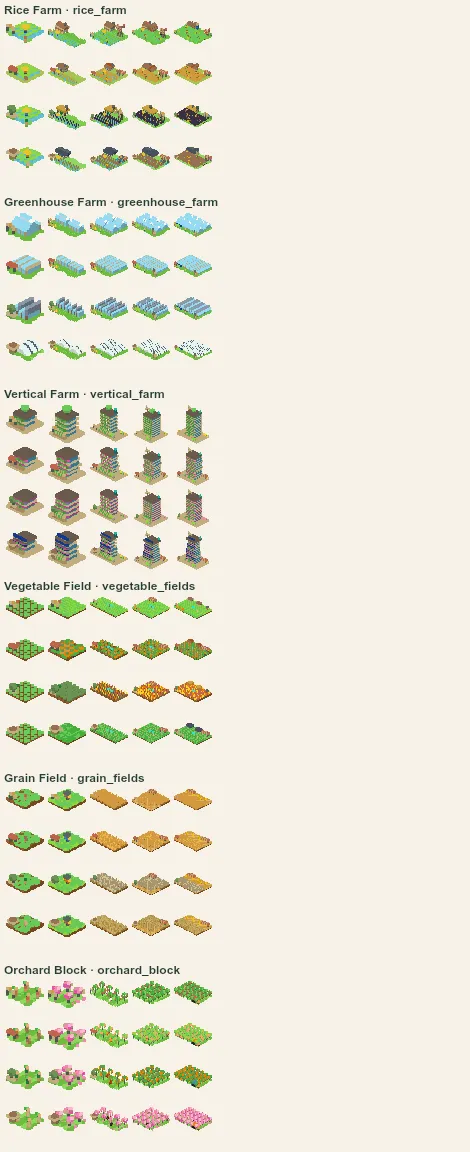 Rice Farm · rice_farm
Greenhouse Farm · greenhouse_farm
Vertical Farm · vertical_farm
Vegetable Field · vegetable_fields
Grain Field · grain_fields
Orchard Block · orchard_block